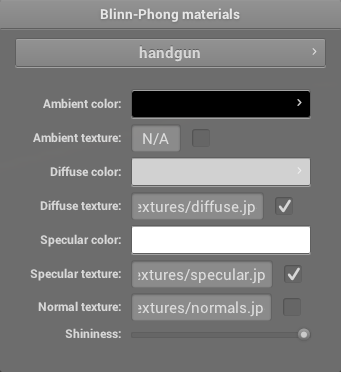 Blinn-Phong materials
handgun
Ambient color:
Ambient texture: N/A
Diffuse color:
Diffuse texture: extures/diffuse.jp
Specular color:
Specular texture: extures/specular.jp
Normal texture: extures/normals.jp
Shininess: